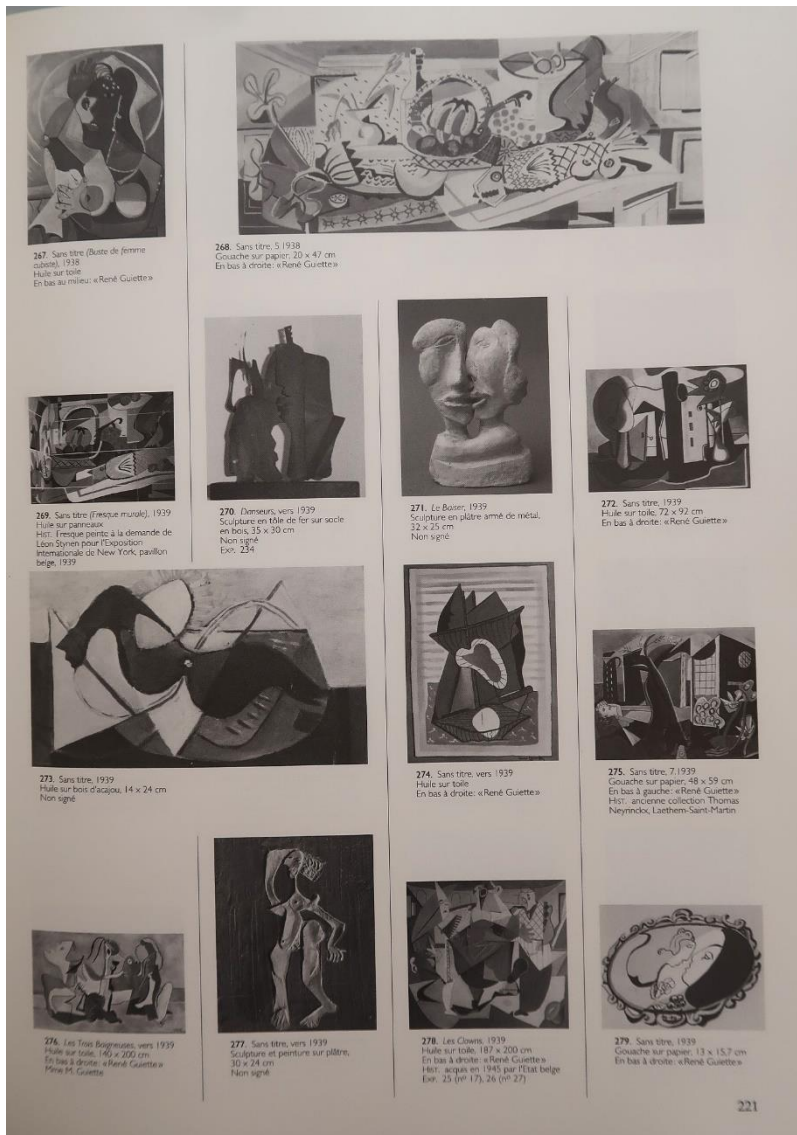 267. Sans titre (Buste de femme
cubiste), 1938
Huile sur toile
En bas au milieu: «René Guiette»
268. Sans titre, 5.1938
Gouache sur papier, 20 x 47 cm
En bas à droite: «René Guiette»
269. Sans titre (Fresque murale), 1939
Huile sur panneaux
HIST. Fresque peinte à la demande de
Léon Stynen pour l'Exposition
Internationale de New York, pavillon
belge, 1939
270. Danseurs, vers 1939
Sculpture en tôle de fer sur socle
en bois, 35 x 30 cm
Non signé
EXP. 234
271. Le Baiser, 1939
Sculpture en plâtre armé de métal,
32 x 25 cm
Non signé
272. Sans titre, 1939
Huile sur toile, 72 x 92 cm
En bas à droite: «René Guiette»
273. Sans titre, 1939
Huile sur bois d'acajou, 14 x 24 cm
Non signé
274. Sans titre, vers 1939
Huile sur toile
En bas à droite: «René Guiette»
275. Sans titre, 7.1939
Gouache sur papier, 48 x 59 cm
En bas à gauche: «René Guiette»
HIST. ancienne collection Thomas
Neyrinckx, Laethem-Saint-Martin
276. Les Trois Baigneuses, vers 1939
Huile sur toile, 140 x 200 cm
En bas à droite: «René Guiette»
Mme M. Guiette
277. Sans titre, vers 1939
Sculpture et peinture sur plâtre,
30 x 24 cm
Non signé
278. Les Clowns, 1939
Huile sur toile, 187 x 200 cm
En bas à droite: «René Guiette»
HIST. acquis en 1945 par l'Etat belge
EXP. 25 (nº 17), 26 (nº 27)
279. Sans titre, 1939
Gouache sur papier, 13 x 15,7 cm
En bas à droite: «René Guiette»
221